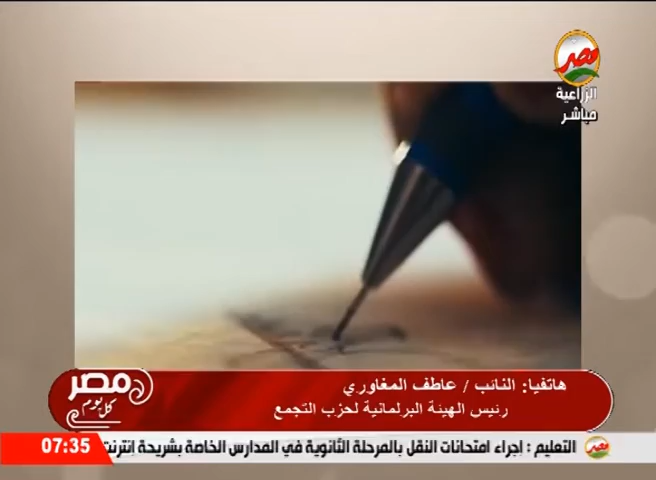 مصر
الزراعية
مباشر
هاتفيا: النائب / عاطف المغاوري
رئيس الهيئة البرلمانية لحزب التجمع
مصر
كل يوم
التعليم : إجراء امتحانات النقل بالمرحلة الثانوية في المدارس الخاصة بشريحة إنترنت
07:35